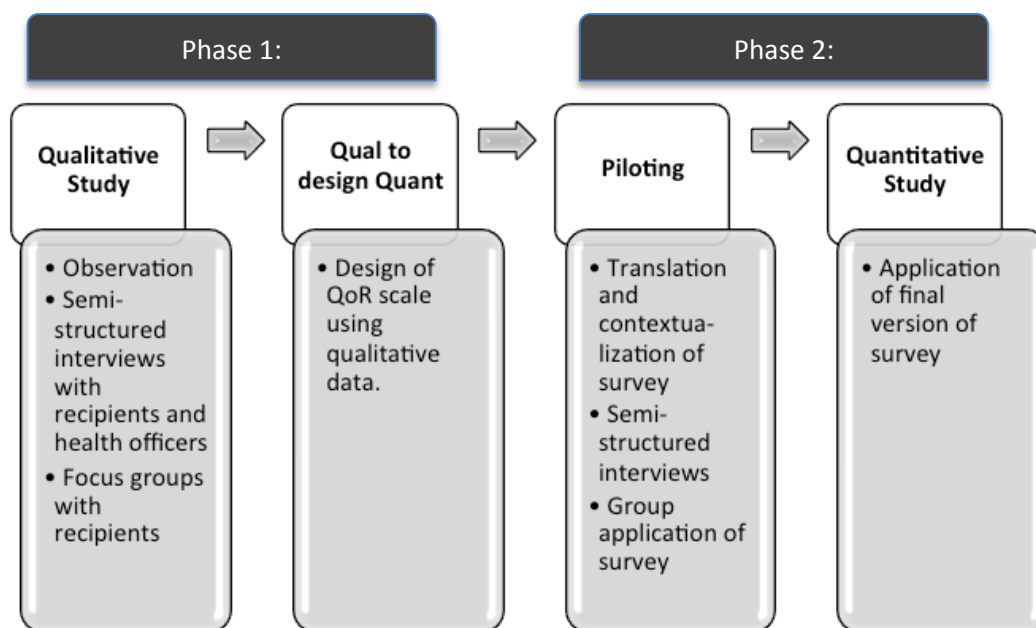 Phase 1:
Phase 2:
Qualitative
Study
Qual to
design Quant
Piloting
Quantitative
Study
• Observation
• Semi-
structured
interviews
with
recipients and
health officers
• Focus groups
with
recipients
• Design of
QoR scale
using
qualitative
data.
• Translation
and
contextua-
lization of
survey
• Semi-
structured
interviews
• Group
application of
survey
• Application
of final
version of
survey